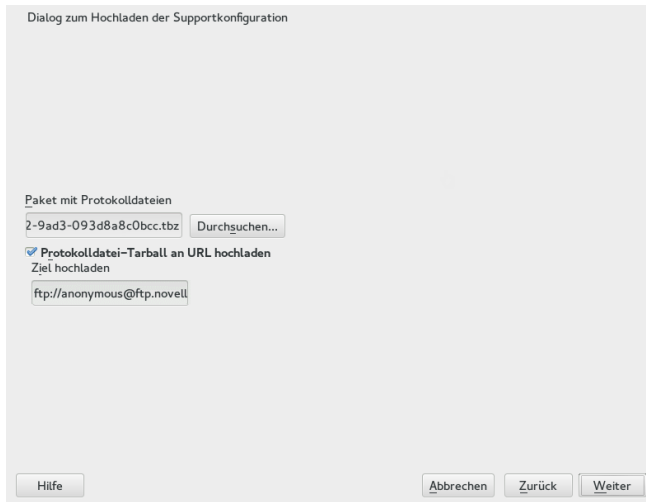 Dialog zum Hochladen der Supportkonfiguration
Paket mit Protokolldateien
2-9ad3-093d8a8c0bcc.tbz
Durchsuchen...
Protokolldatei-Tarball an URL hochladen
Ziel hochladen
ftp://anonymous@ftp.novell
Hilfe
Abbrechen
Zurück
Weiter